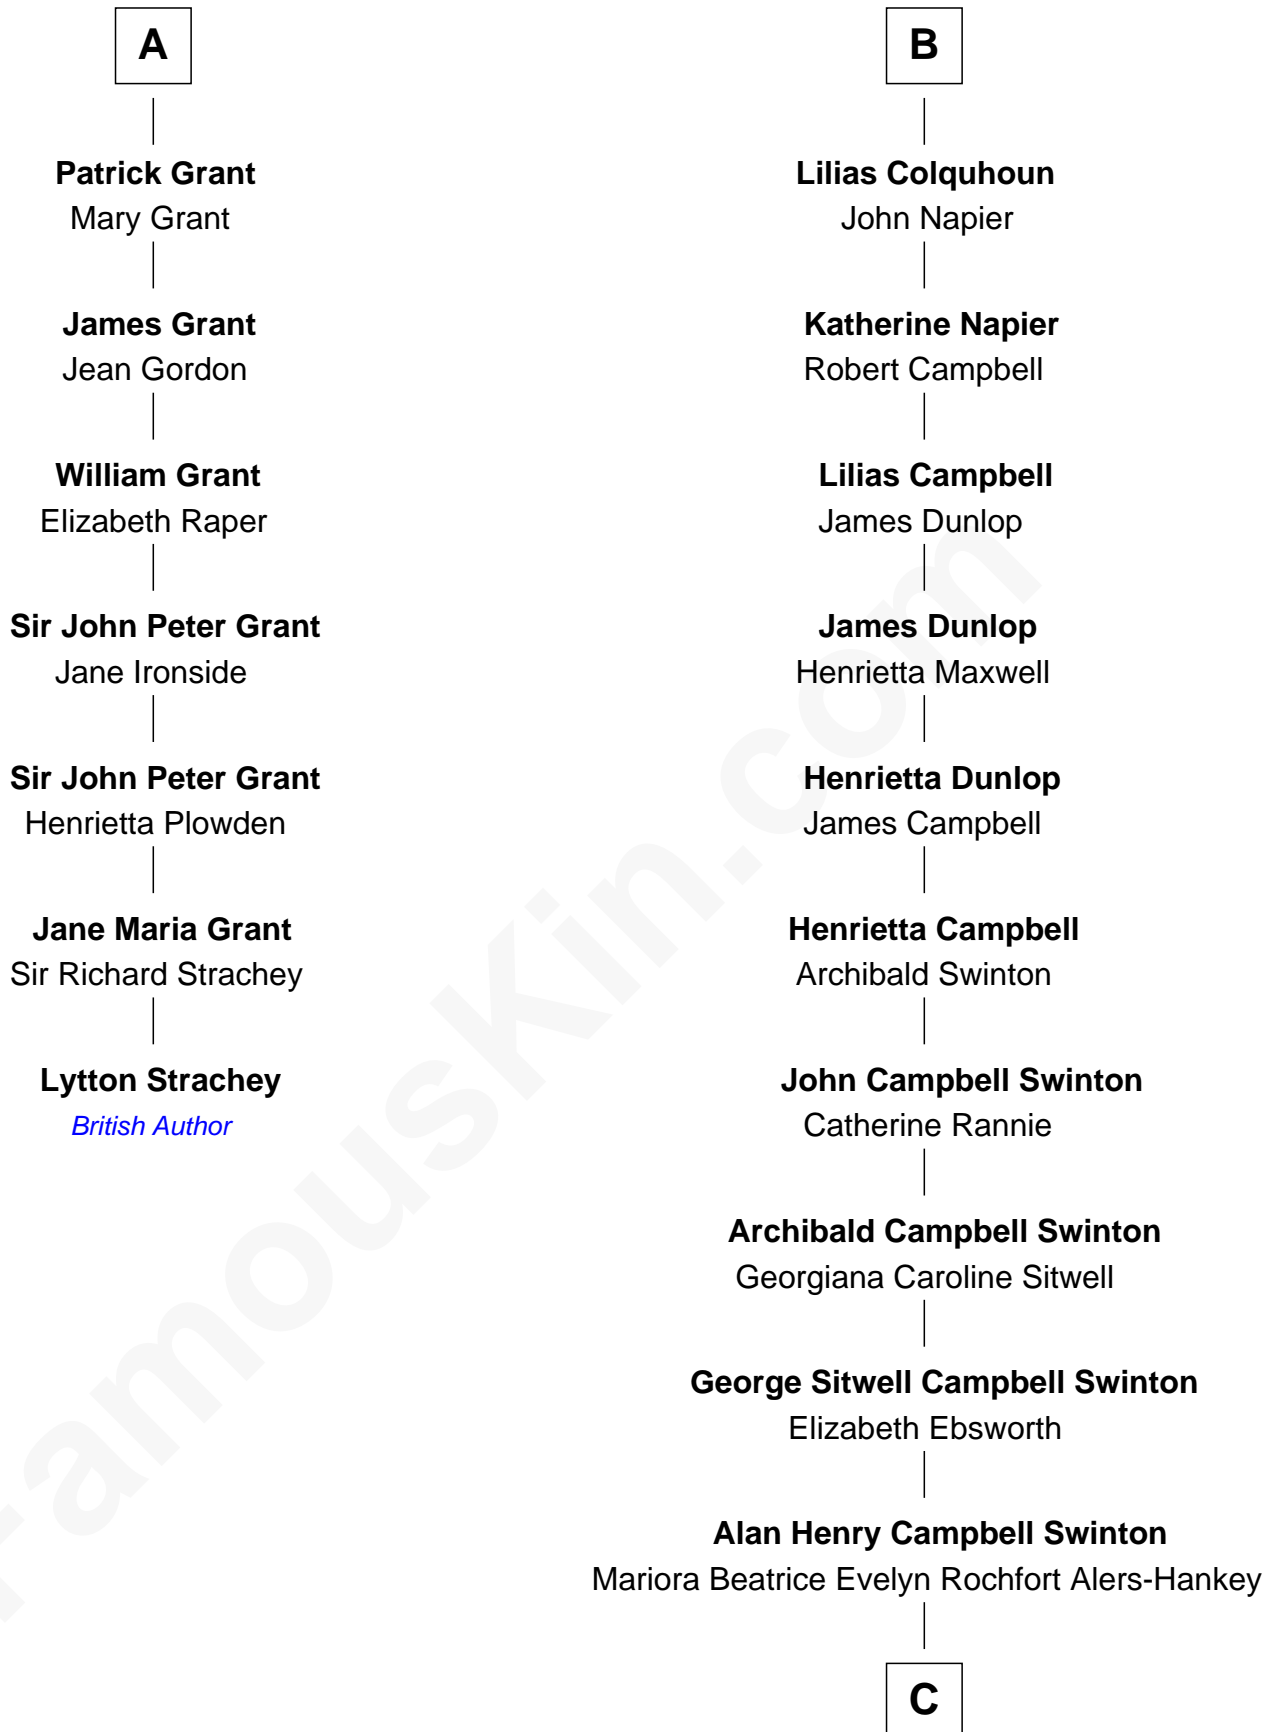 A
Patrick Grant
Mary Grant
James Grant
Jean Gordon
William Grant
Elizabeth Raper
Sir John Peter Grant
Jane Ironside
Sir John Peter Grant
Henrietta Plowden
Jane Maria Grant
Sir Richard Strachey
Lytton Strachey
British Author
B
Lilias Colquhoun
John Napier
Katherine Napier
Robert Campbell
Lilias Campbell
James Dunlop
James Dunlop
Henrietta Maxwell
Henrietta Dunlop
James Campbell
Henrietta Campbell
Archibald Swinton
John Campbell Swinton
Catherine Rannie
Archibald Campbell Swinton
Georgiana Caroline Sitwell
George Sitwell Campbell Swinton
Elizabeth Ebsworth
Alan Henry Campbell Swinton
Mariora Beatrice Evelyn Rochfort Alers-Hankey
C
FamousKin.com